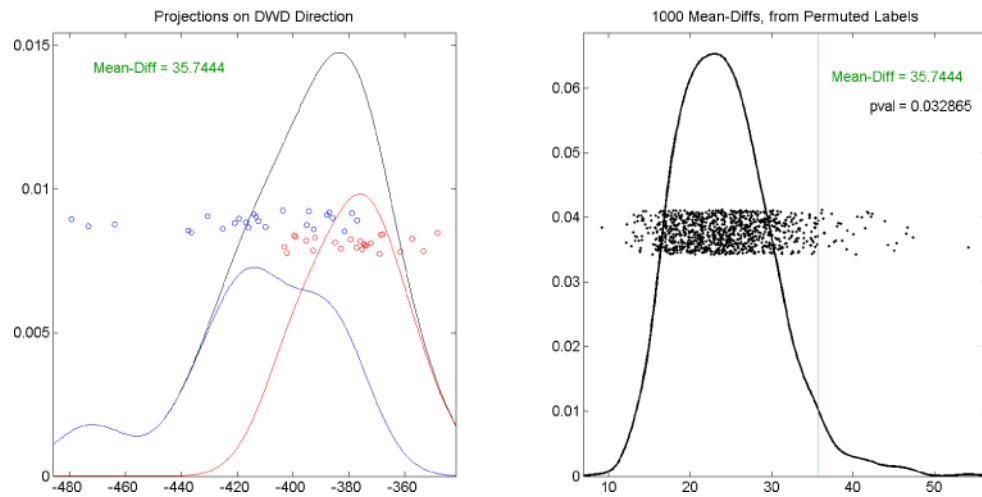 Projections on DWD Direction
0.015
Mean-Diff = 35.7444
0.01
0.005
0
-480 -460 -440 -420 -400 -380 -360
1000 Mean-Diffs, from Permuted Labels
Mean-Diff = 35.7444
pval = 0.032865
0.06
0.05
0.04
0.03
0.02
0.01
0
10 20 30 40 50